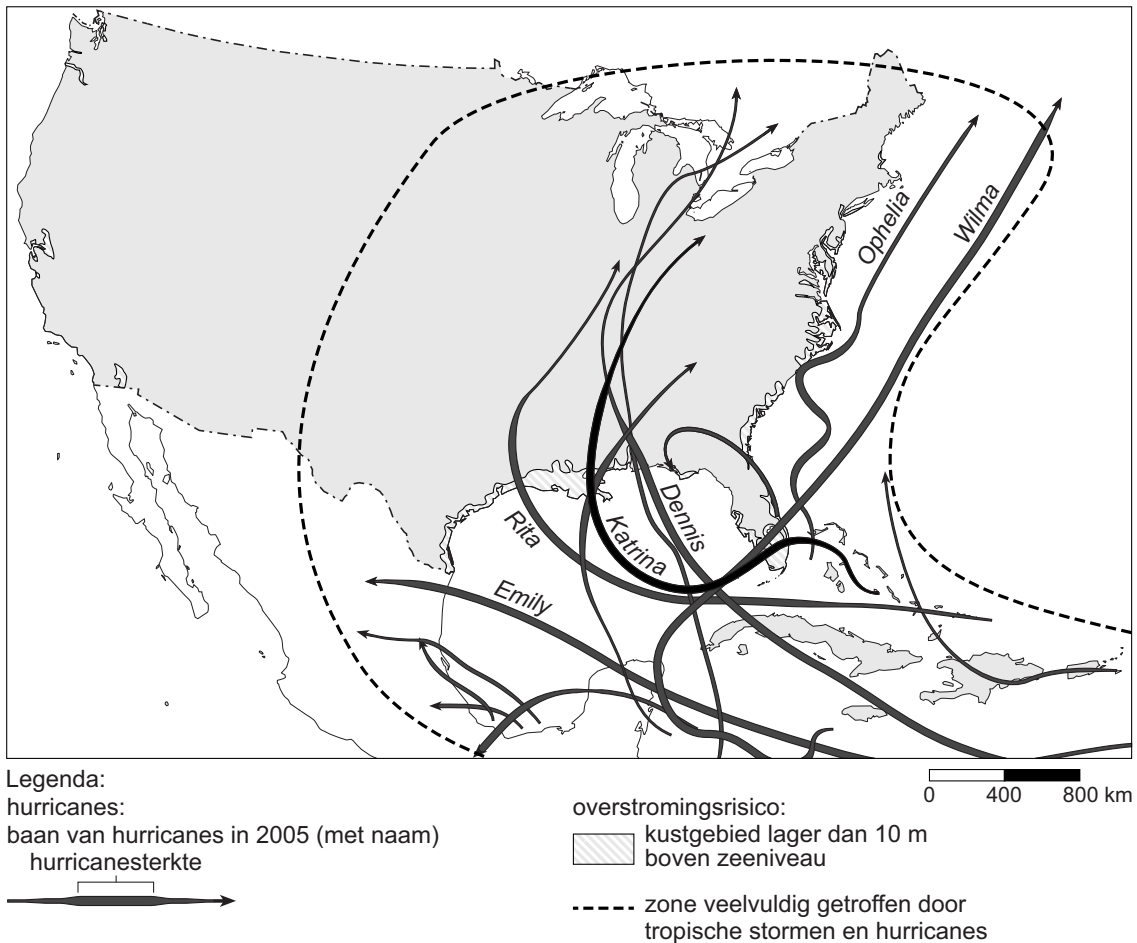 Ophelia
Wilma
Dennis
Katrina
Rita
Emily
Legenda:
hurricanes:
baan van hurricanes in 2005 (met naam)
hurricanesterkte
0 400 800 km
overstromingsrisico:
kustgebied lager dan 10 m
boven zeeniveau
zone veelvuldig getroffen door
tropische stormen en hurricanes